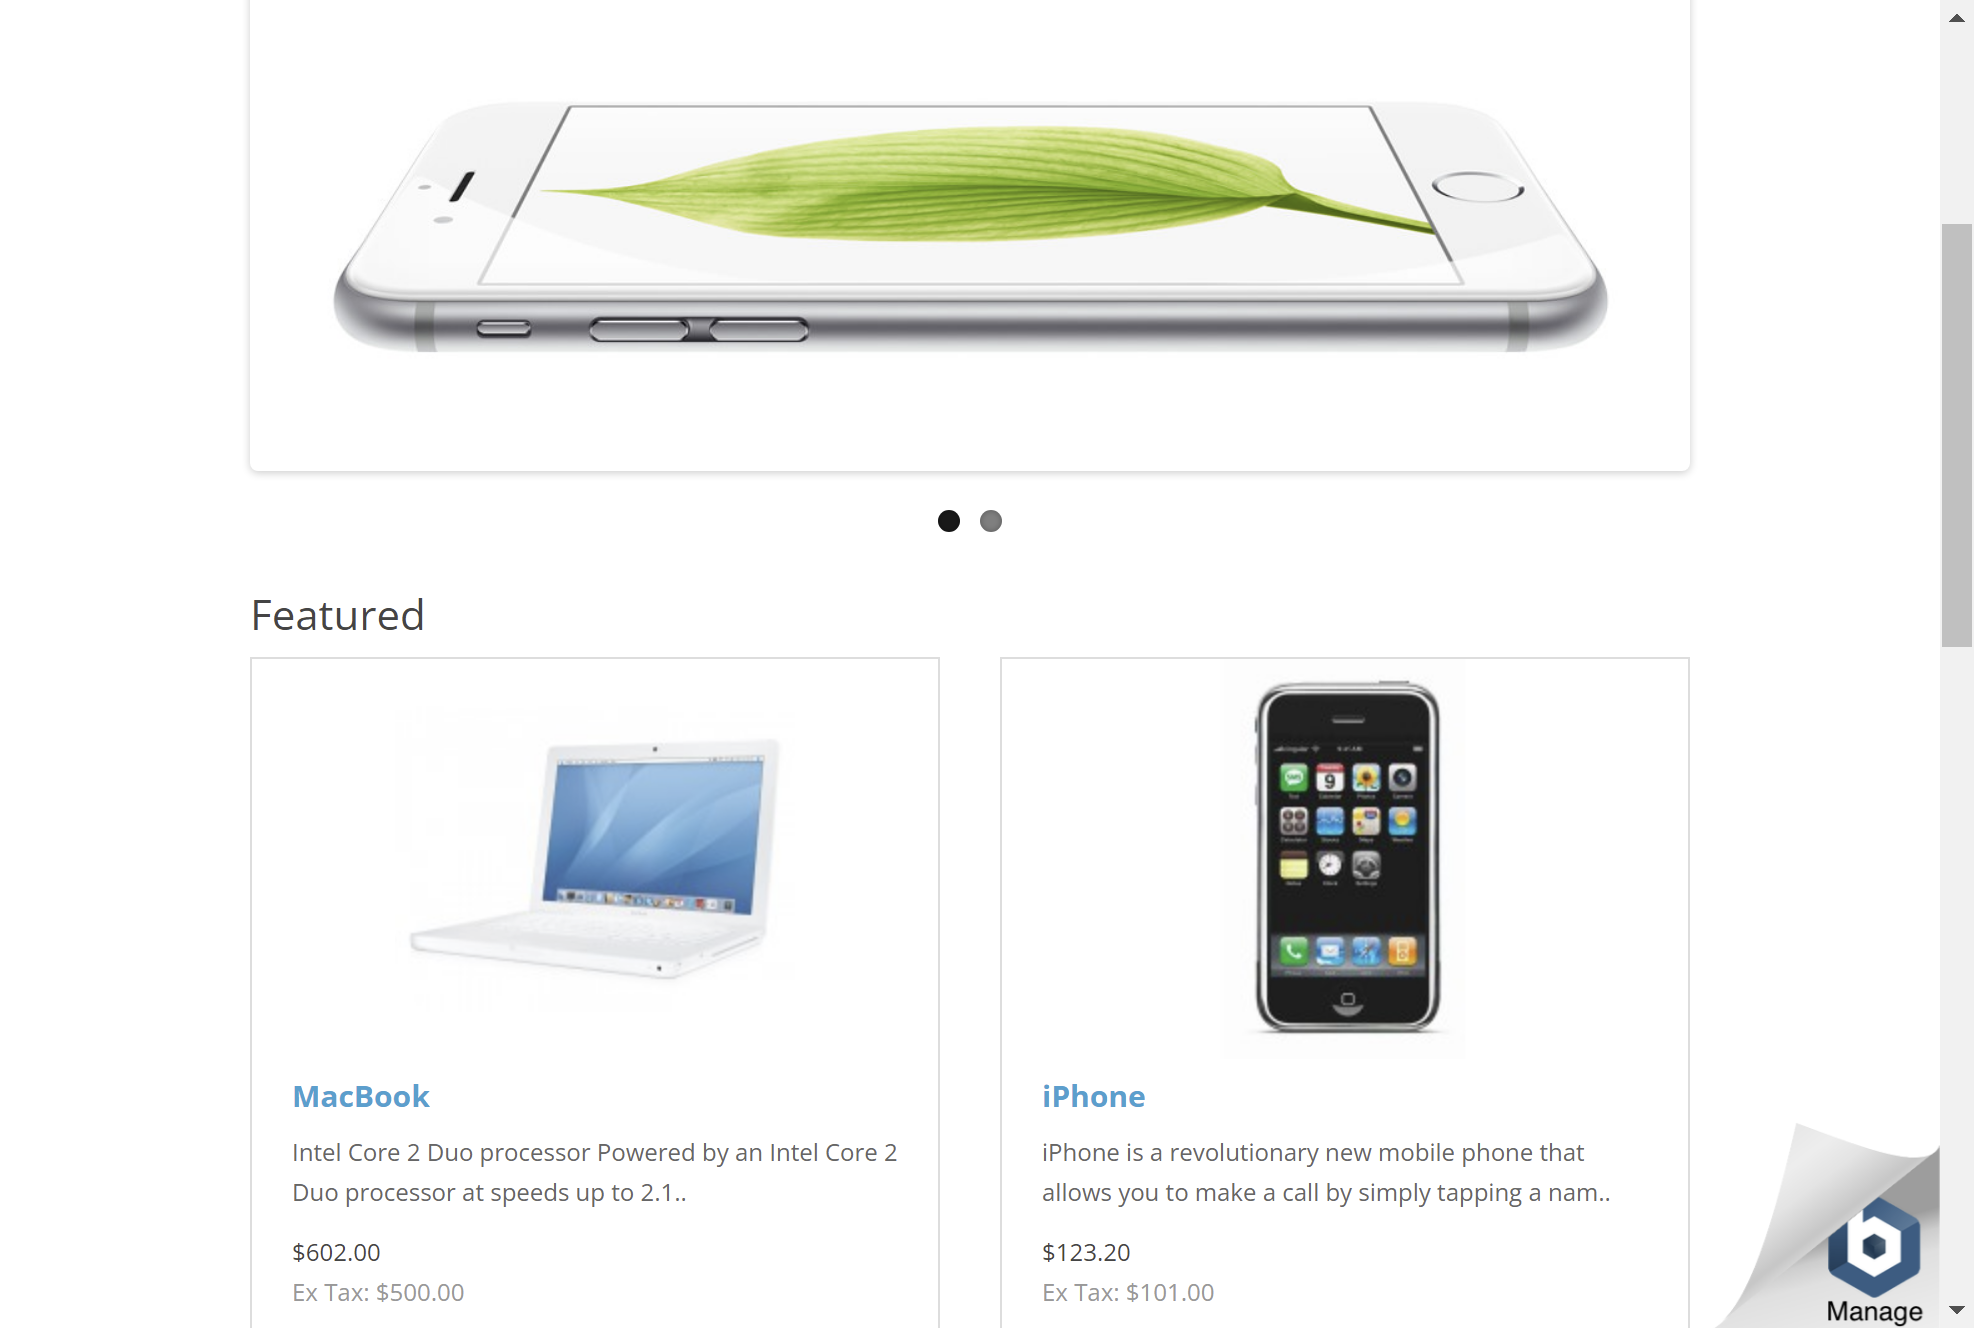 Featured
MacBook
Intel Core 2 Duo processor Powered by an Intel Core 2
Duo processor at speeds up to 2.1..
$602.00
Ex Tax: $500.00
9
iPhone
iPhone is a revolutionary new mobile phone that
allows you to make a call by simply tapping a nam..
$123.20
Ex Tax: $101.00
b
Manage